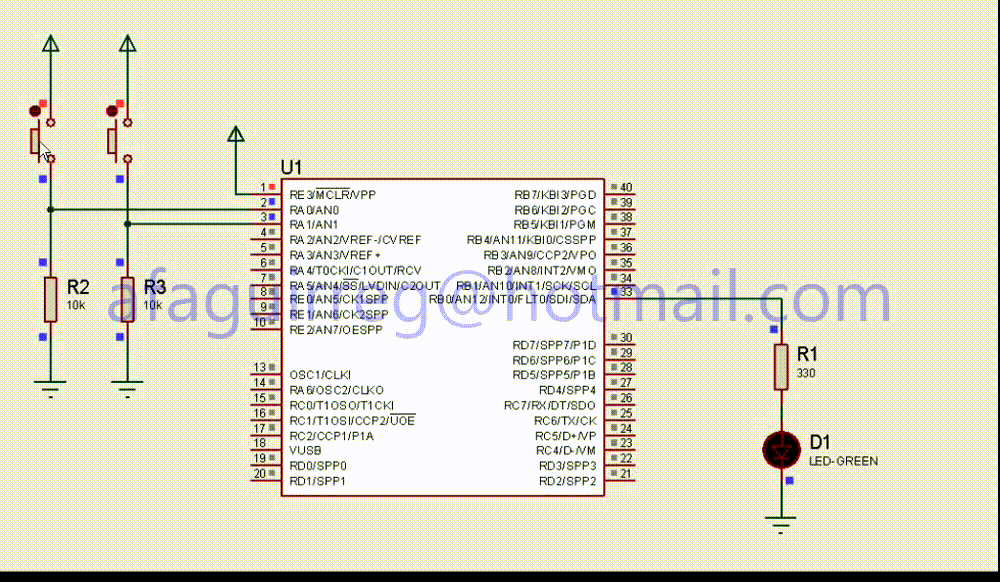 U1
1 RE3/MCLR/VPP
2 RA0/AN0
3 RA1/AN1
4 RA2/AN2/VREF-/CVREF
5 RA3/AN3/VREF+
6 RA4/T0CKI/C1OUT/RCV
7 RA5/AN4/SS/LVDIN/C2OUT
8 RE0/AN5/CK1SPP
9 RE1/AN6/CK2SPP
10 RE2/AN7/OESPP
13 OSC1/CLKI
14 RA6/OSC2/CLKO
15 RC0/T1OSO/T1CKI
16 RC1/T1OSI/CCP2/UOE
17 RC2/CCP1/P1A
18 VUSB
19 RD0/SPP0
20 RD1/SPP1
RB7/KBI3/PGD 40
RB6/KBI2/PGC 39
RB5/KBI1/PGM 38
RB4/AN11/KBI0/CSSPP 37
RB3/AN9/CCP2/VPO 36
RB2/AN8/INT2/VMO 35
RB1/AN10/INT1/SCK/SCL 34
RB0/AN12/INT0/FLT0/SDI/SDA 33
RD7/SPP7/P1D 30
RD6/SPP6/P1C 29
RD5/SPP5/P1B 28
RD4/SPP4 27
RC7/RX/DT/SDO 26
RC6/TX/CK 25
RC5/D+/VP 24
RC4/D-/VM 23
RD3/SPP3 22
RD2/SPP2 21
R2
10k
R3
10k
R1
330
D1
LED-GREEN